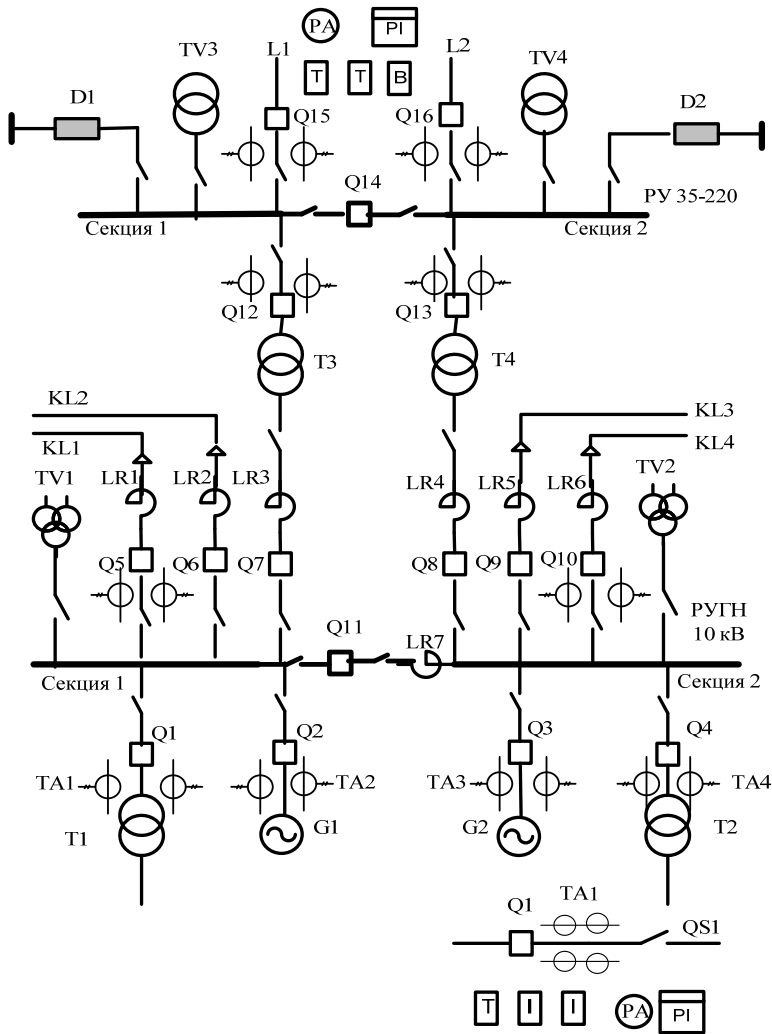 PA PI
TV3 L1 L2 TV4
T T B
D1 D2
Q15 Q16
Q14
РУ 35-220
Секция 1 Секция 2
Q12 Q13
T3 T4
KL2 KL3
KL1 KL4
TV1 LR1 LR2 LR3 LR4 LR5 LR6 TV2
Q5 Q6 Q7 Q8 Q9 Q10
РУГН
10 кВ
Q11
LR7
Секция 1 Секция 2
Q1 Q2 Q3 Q4
TA1 TA2 TA3 TA4
T1 G1 G2 T2
TA1
Q1 QS1
T I I PA PI